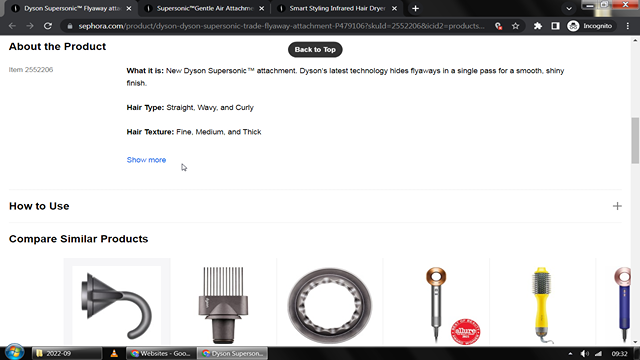 Dyson Supersonic™ Flyaway atta
Supersonic™Gentle Air Attachm
Smart Styling Infrared Hair Dryer
sephora.com/product/dyson-dyson-supersonic-trade-flyaway-attachment-P479106?skuId=2552206&icid2=products...
Incognito
About the Product
Back to Top
Item 2552206
What it is: New Dyson Supersonic™ attachment. Dyson's latest technology hides flyaways in a single pass for a smooth, shiny
finish.
Hair Type: Straight, Wavy, and Curly
Hair Texture: Fine, Medium, and Thick
Show more
How to Use
Compare Similar Products
allure
2022-09
Websites - Goo...
Dyson Superson...
09:32